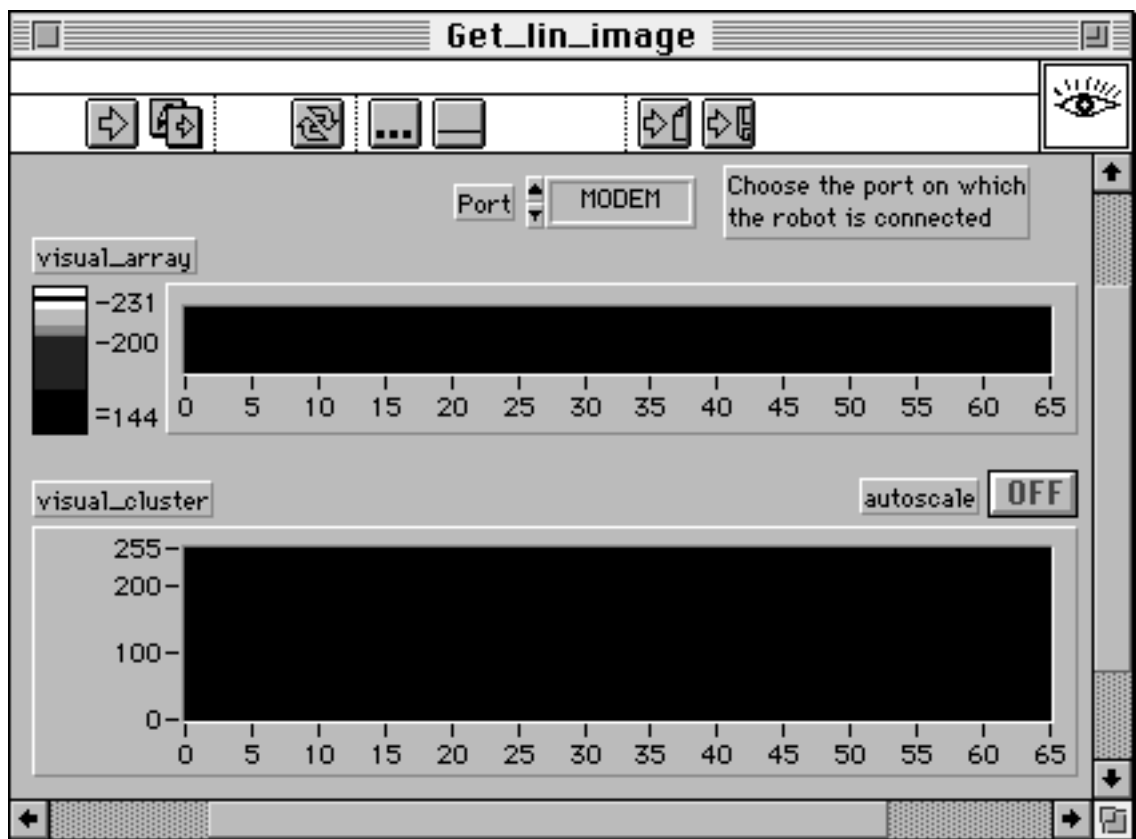 Get_lin_image
...
Port
MODEM
Choose the port on which
the robot is connected
visual_array
-231
-200
=144
0 5 10 15 20 25 30 35 40 45 50 55 60 65
visual_cluster
autoscale
OFF
255-
200-
100-
0-
0 5 10 15 20 25 30 35 40 45 50 55 60 65